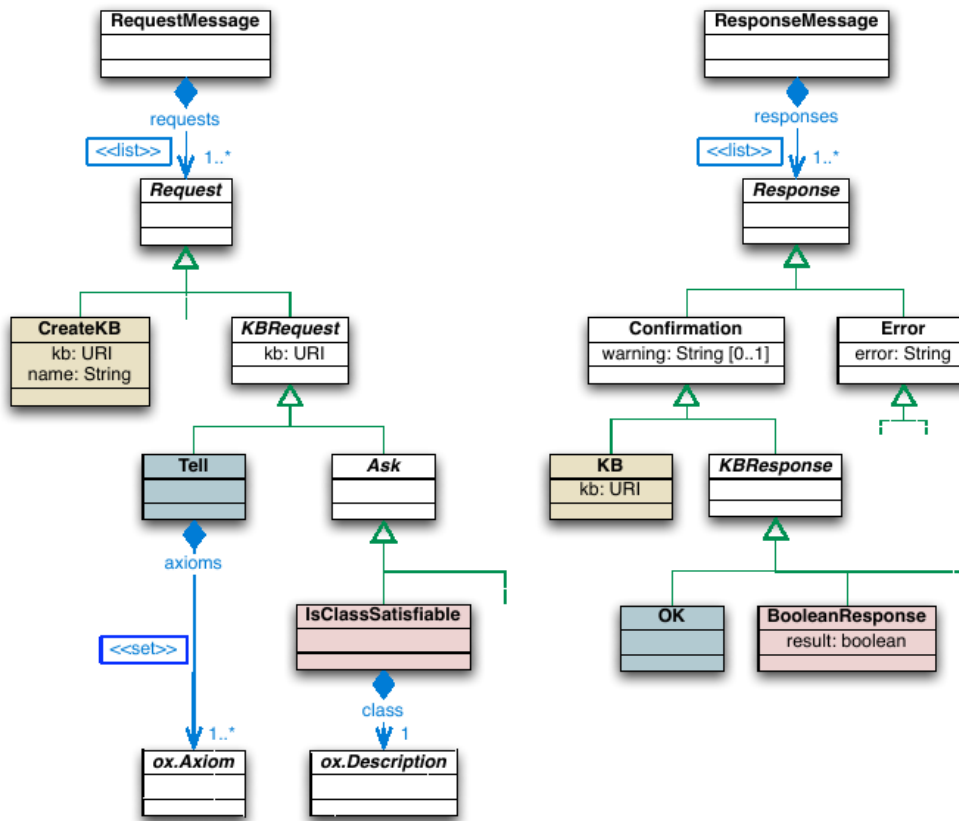 RequestMessage
requests
<<list>>
1..*
Request
CreateKB
kb: URI
name: String
KBRequest
kb: URI
Tell
Ask
axioms
<<set>>
1..*
ox.Axiom
IsClassSatisfiable
class
1
ox.Description
ResponseMessage
responses
<<list>>
1..*
Response
Confirmation
warning: String [0..1]
Error
error: String
KB
kb: URI
KBResponse
OK
BooleanResponse
result: boolean